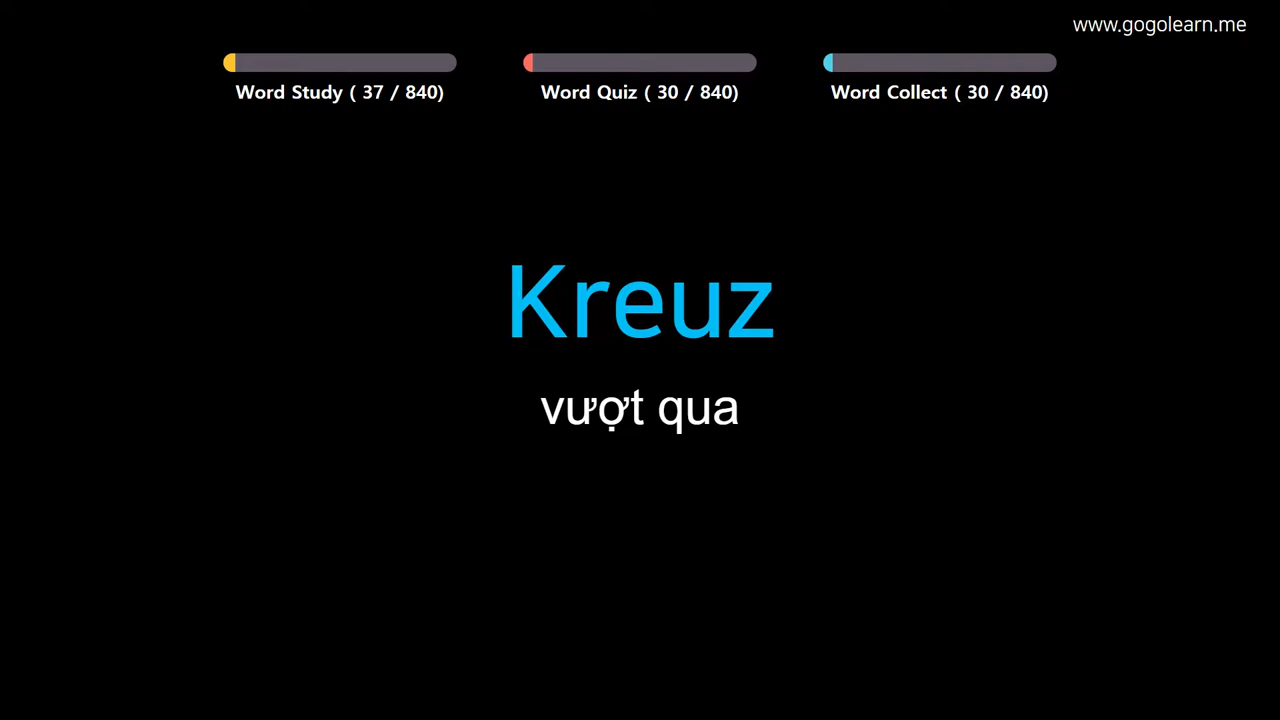 www.gogolearn.me
Word Study ( 37 / 840)
Word Quiz ( 30 / 840)
Word Collect ( 30 / 840)
Kreuz
vượt qua